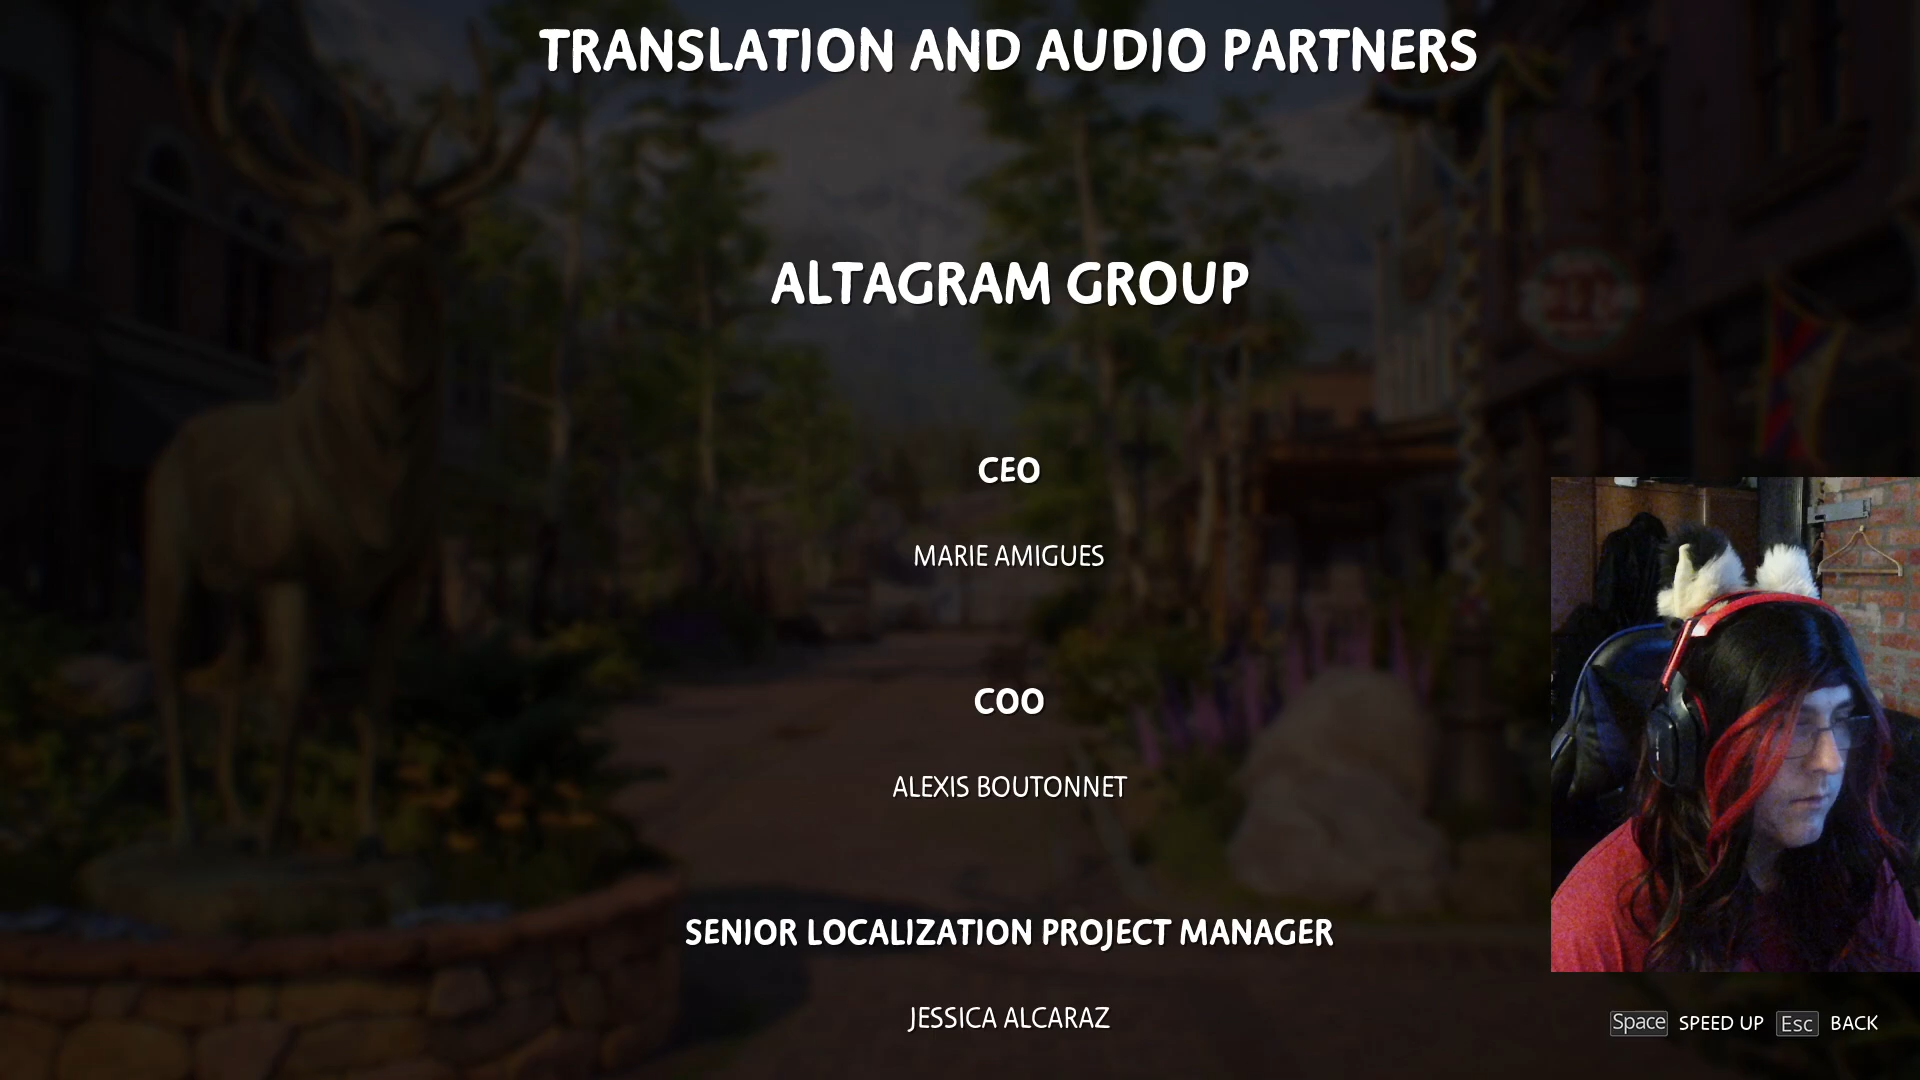 TRANSLATION AND AUDIO PARTNERS
ALTAGRAM GROUP
CEO
MARIE AMIGUES
COO
ALEXIS BOUTONNET
SENIOR LOCALIZATION PROJECT MANAGER
JESSICA ALCARAZ
Space SPEED UP Esc BACK